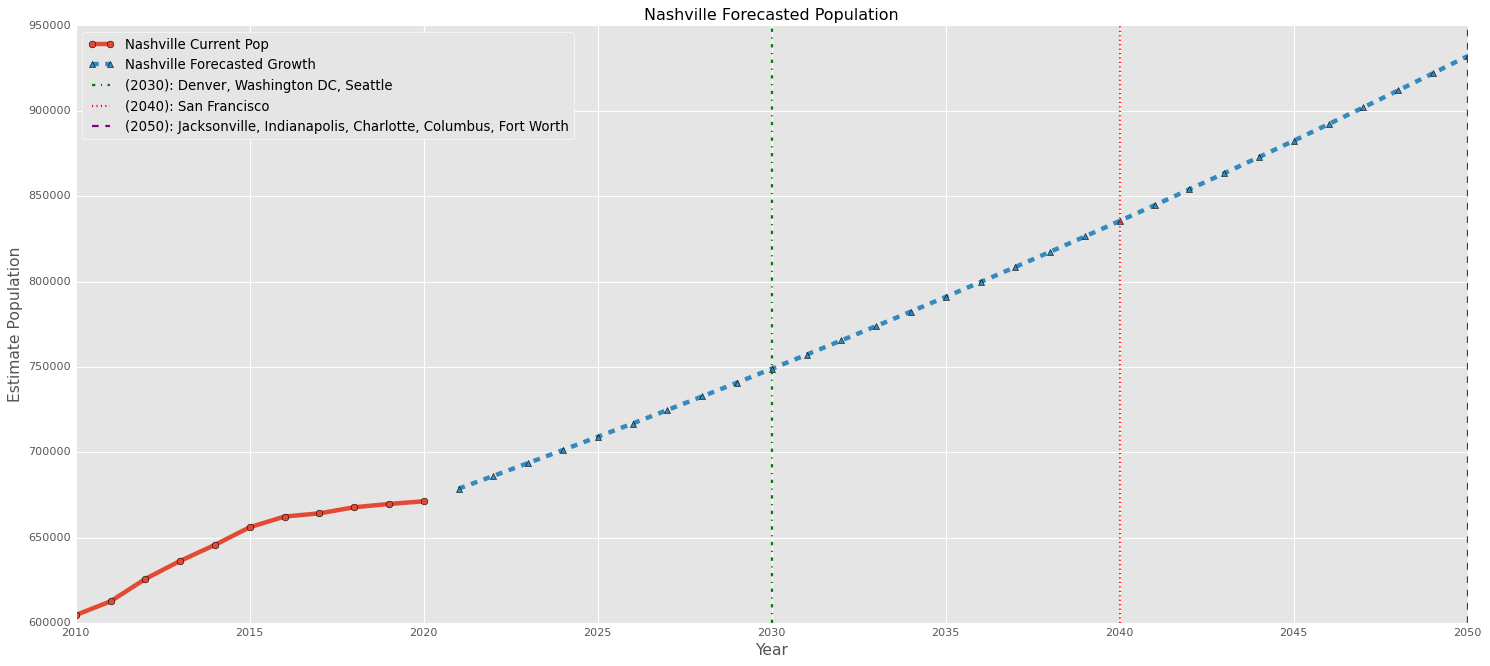 Nashville Forecasted Population
950000
900000
850000
800000
750000
700000
650000
600000
Estimate Population
Nashville Current Pop
Nashville Forecasted Growth
(2030): Denver, Washington DC, Seattle
(2040): San Francisco
(2050): Jacksonville, Indianapolis, Charlotte, Columbus, Fort Worth
2010 2015 2020 2025 2030 2035 2040 2045 2050
Year